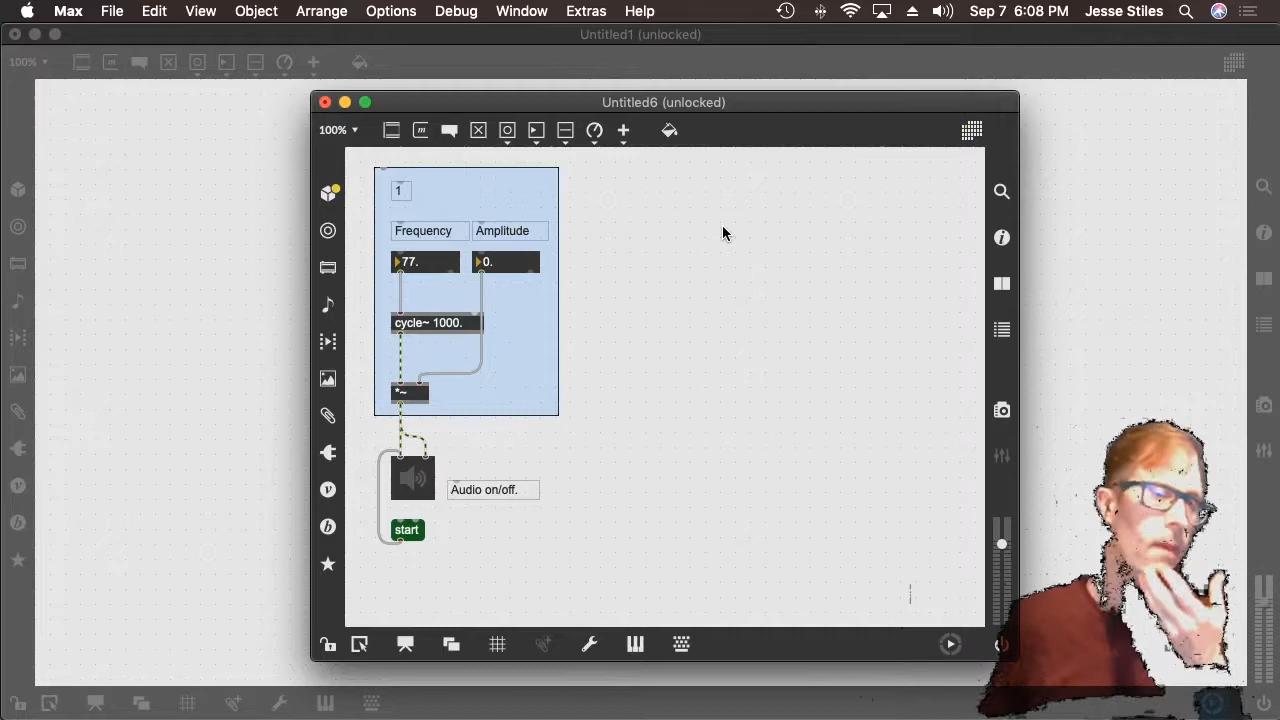 Max File Edit View Object Arrange Options Debug Window Extras Help Sep 7 6:08 PM Jesse Stiles
Untitled1 (unlocked)
100%
Untitled6 (unlocked)
100%
1
Frequency Amplitude
77. 0.
cycle~ 1000.
*~
Audio on/off.
start